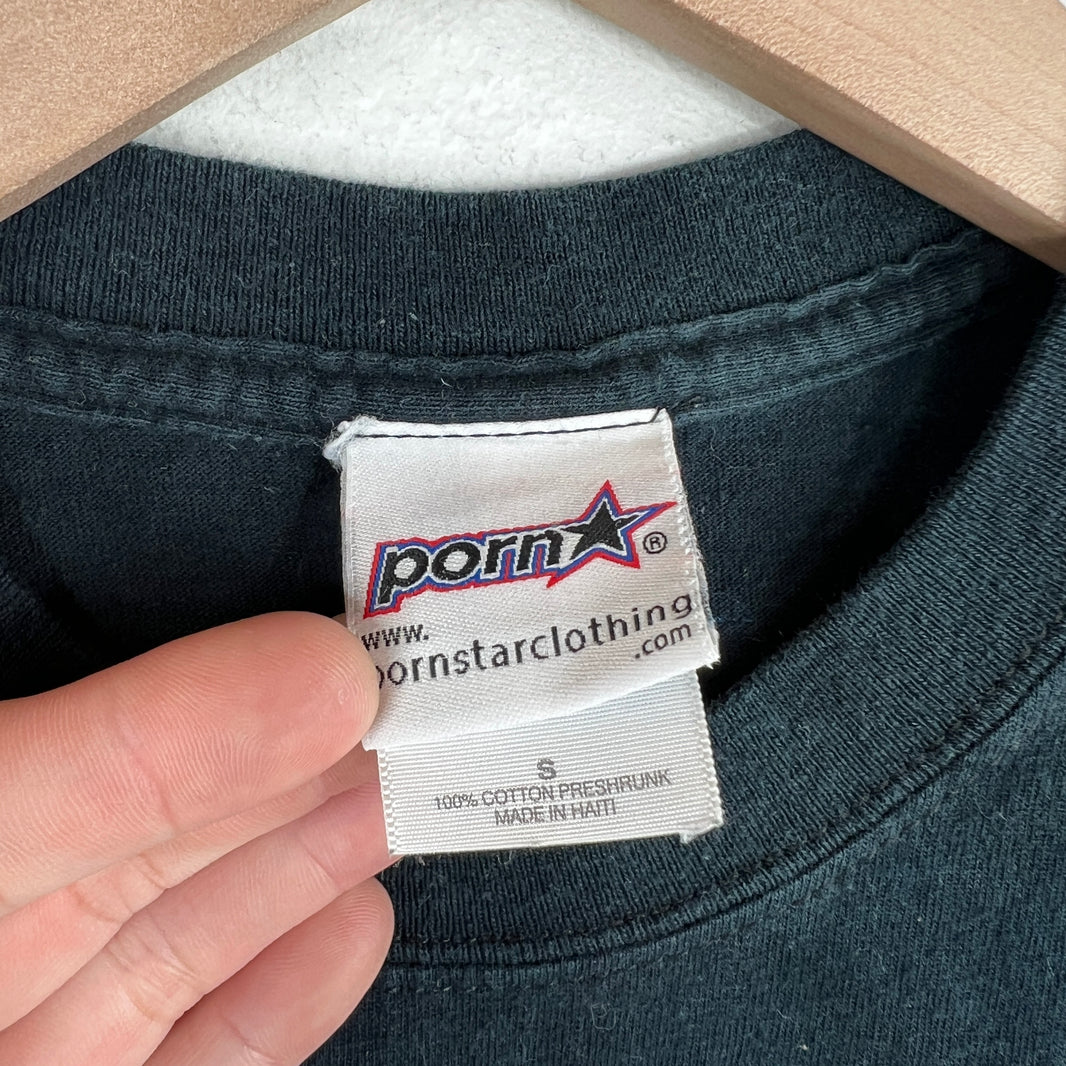 porn★®
www.
pornstarclothing
.com
S
100% COTTON PRESHRUNK
MADE IN HAITI